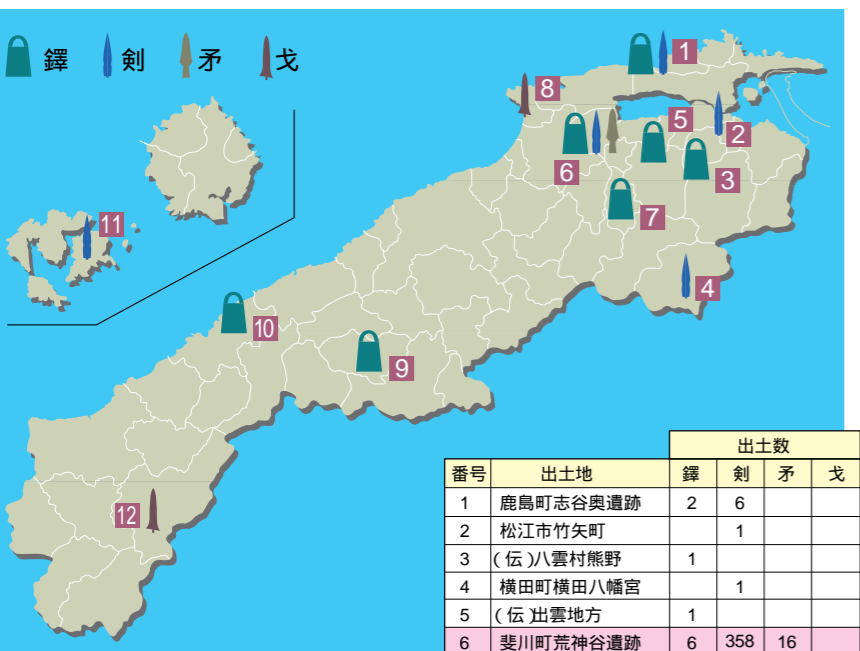 鐸 剣 矛 戈
1
8
5
2
6
3
7
11
4
10
9
12
出土数
番号 出土地 鐸 剣 矛 戈
1 鹿島町志谷奥遺跡 2 6
2 松江市竹矢町 1
3 (伝)八雲村熊野 1
4 横田町横田八幡宮 1
5 (伝)出雲地方 1
6 斐川町荒神谷遺跡 6 358 16